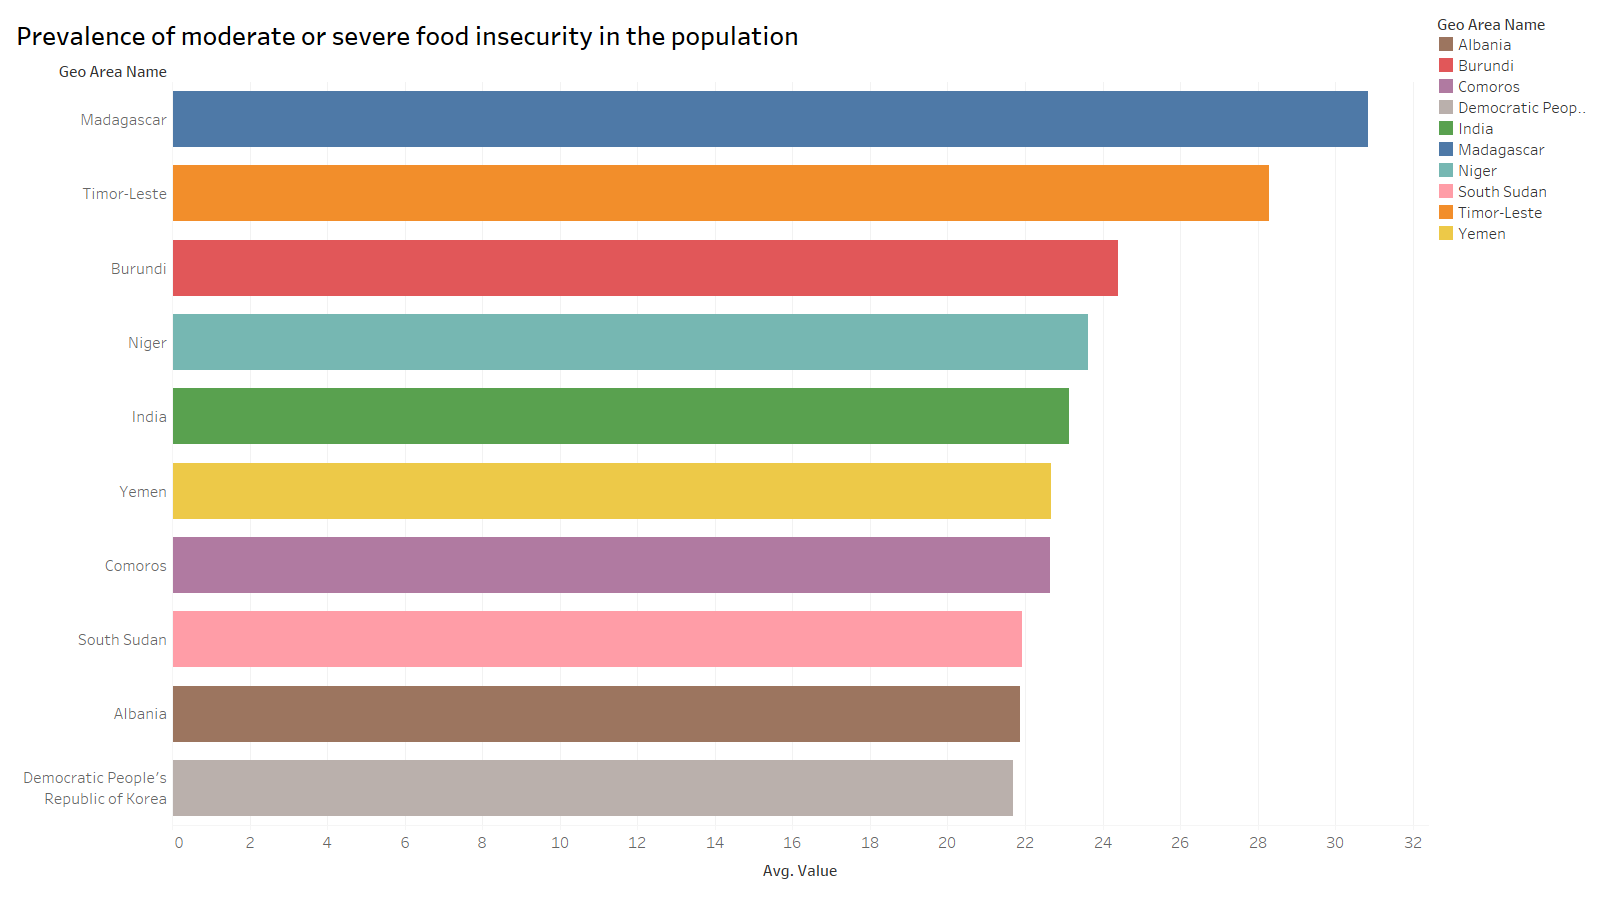 Prevalence of moderate or severe food insecurity in the population
Geo Area Name
Madagascar
Timor-Leste
Burundi
Niger
India
Yemen
Comoros
South Sudan
Albania
Democratic People's
Republic of Korea
0 2 4 6 8 10 12 14 16 18 20 22 24 26 28 30 32
Avg. Value
Geo Area Name
Albania
Burundi
Comoros
Democratic Peop..
India
Madagascar
Niger
South Sudan
Timor-Leste
Yemen